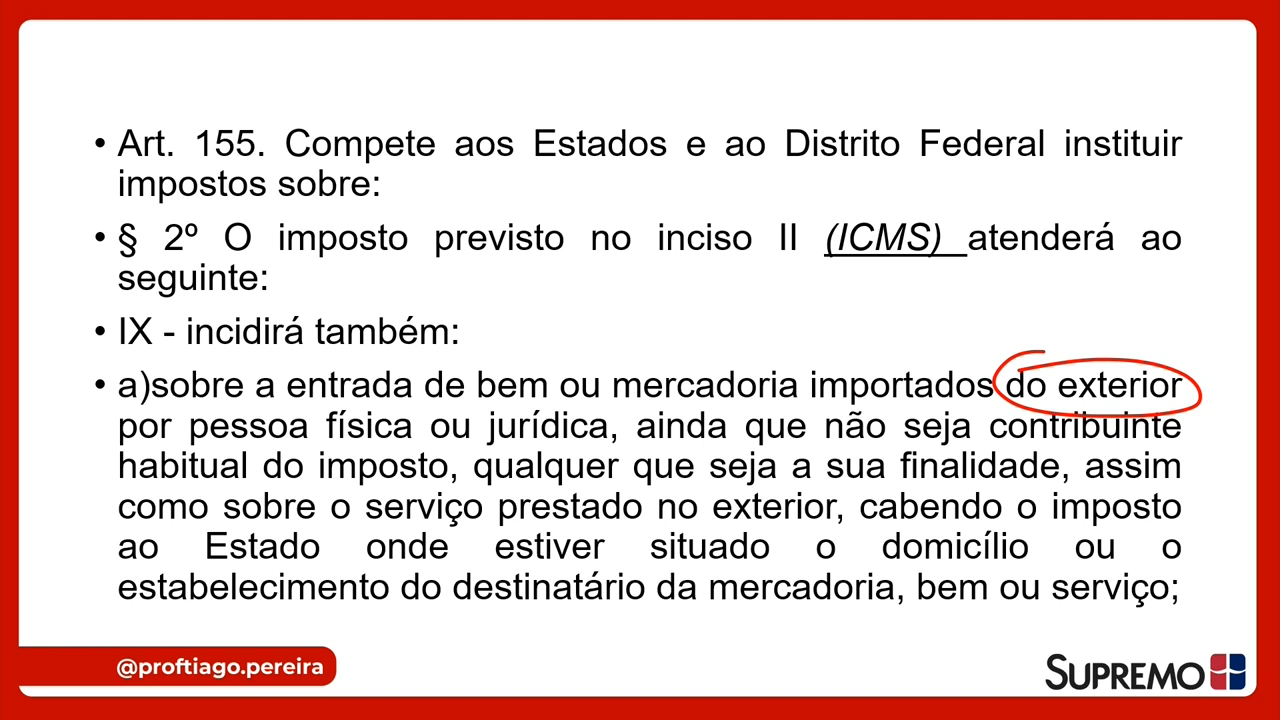 • Art. 155. Compete aos Estados e ao Distrito Federal instituir
impostos sobre:
• § 2º O imposto previsto no inciso II (ICMS) atenderá ao
seguinte:
• IX - incidirá também:
• a)sobre a entrada de bem ou mercadoria importados do exterior
por pessoa física ou jurídica, ainda que não seja contribuinte
habitual do imposto, qualquer que seja a sua finalidade, assim
como sobre o serviço prestado no exterior, cabendo o imposto
ao Estado onde estiver situado o domicílio ou o
estabelecimento do destinatário da mercadoria, bem ou serviço;
@proftiago.pereira
SUPREMO